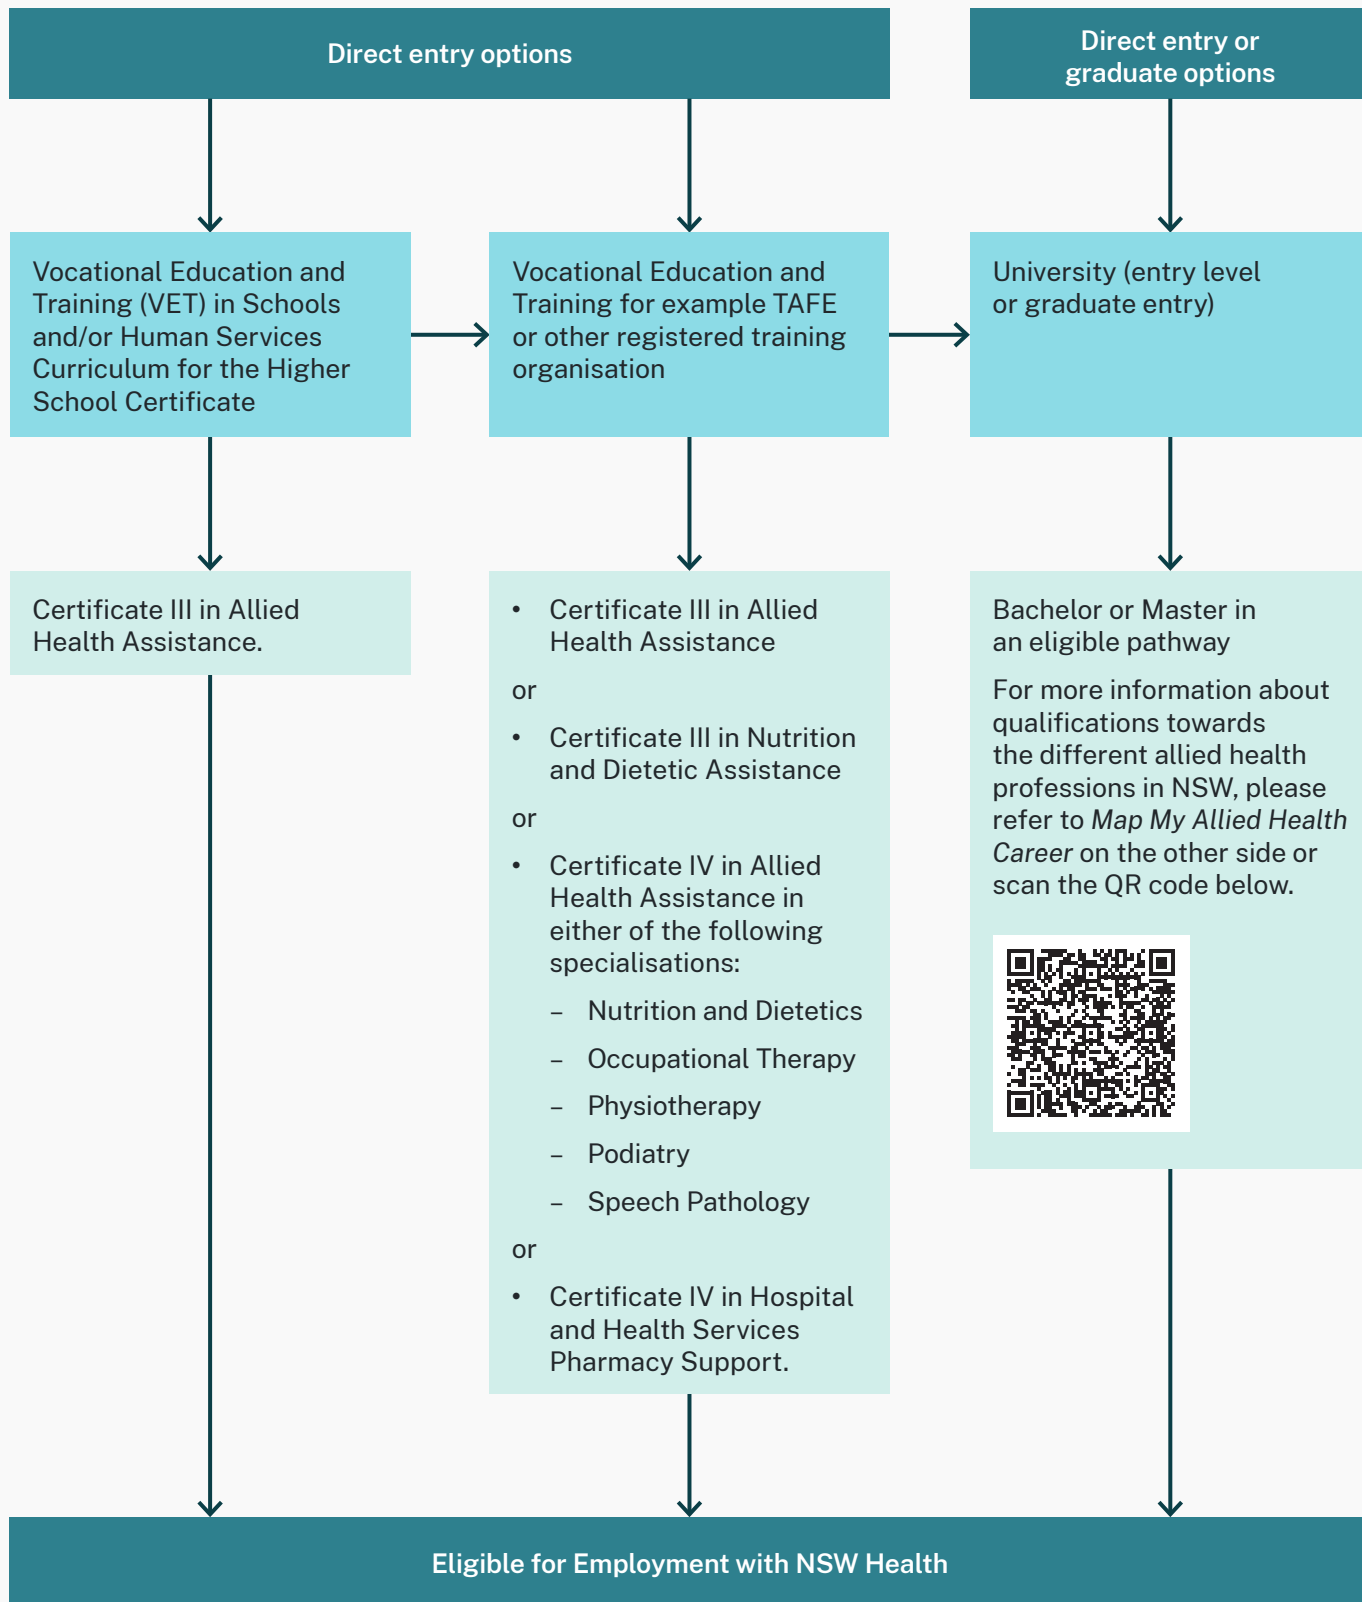 Direct entry options
Direct entry or
graduate options
Vocational Education and
Training (VET) in Schools
and/or Human Services
Curriculum for the Higher
School Certificate
Vocational Education and
Training for example TAFE
or other registered training
organisation
University (entry level
or graduate entry)
Certificate III in Allied
Health Assistance.
• Certificate III in Allied
Health Assistance
or
• Certificate III in Nutrition
and Dietetic Assistance
or
• Certificate IV in Allied
Health Assistance in
either of the following
specialisations:
– Nutrition and Dietetics
– Occupational Therapy
– Physiotherapy
– Podiatry
– Speech Pathology
or
• Certificate IV in Hospital
and Health Services
Pharmacy Support.
Bachelor or Master in
an eligible pathway
For more information about
qualifications towards
the different allied health
professions in NSW, please
refer to Map My Allied Health
Career on the other side or
scan the QR code below.
Eligible for Employment with NSW Health